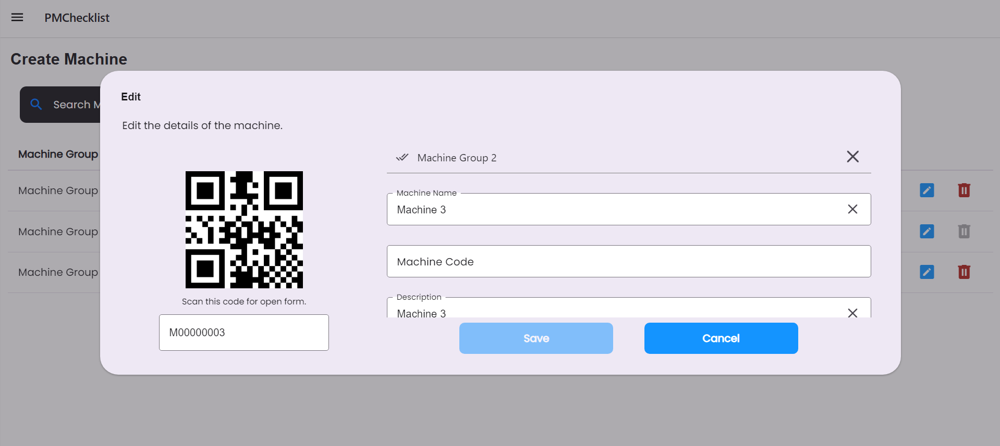 PMChecklist
Create Machine
Search M
Machine Group
Machine Group
Machine Group
Machine Group
Edit
Edit the details of the machine.
Scan this code for open form.
M00000003
Machine Group 2
Machine Name
Machine 3
Machine Code
Description
Machine 3
Save
Cancel